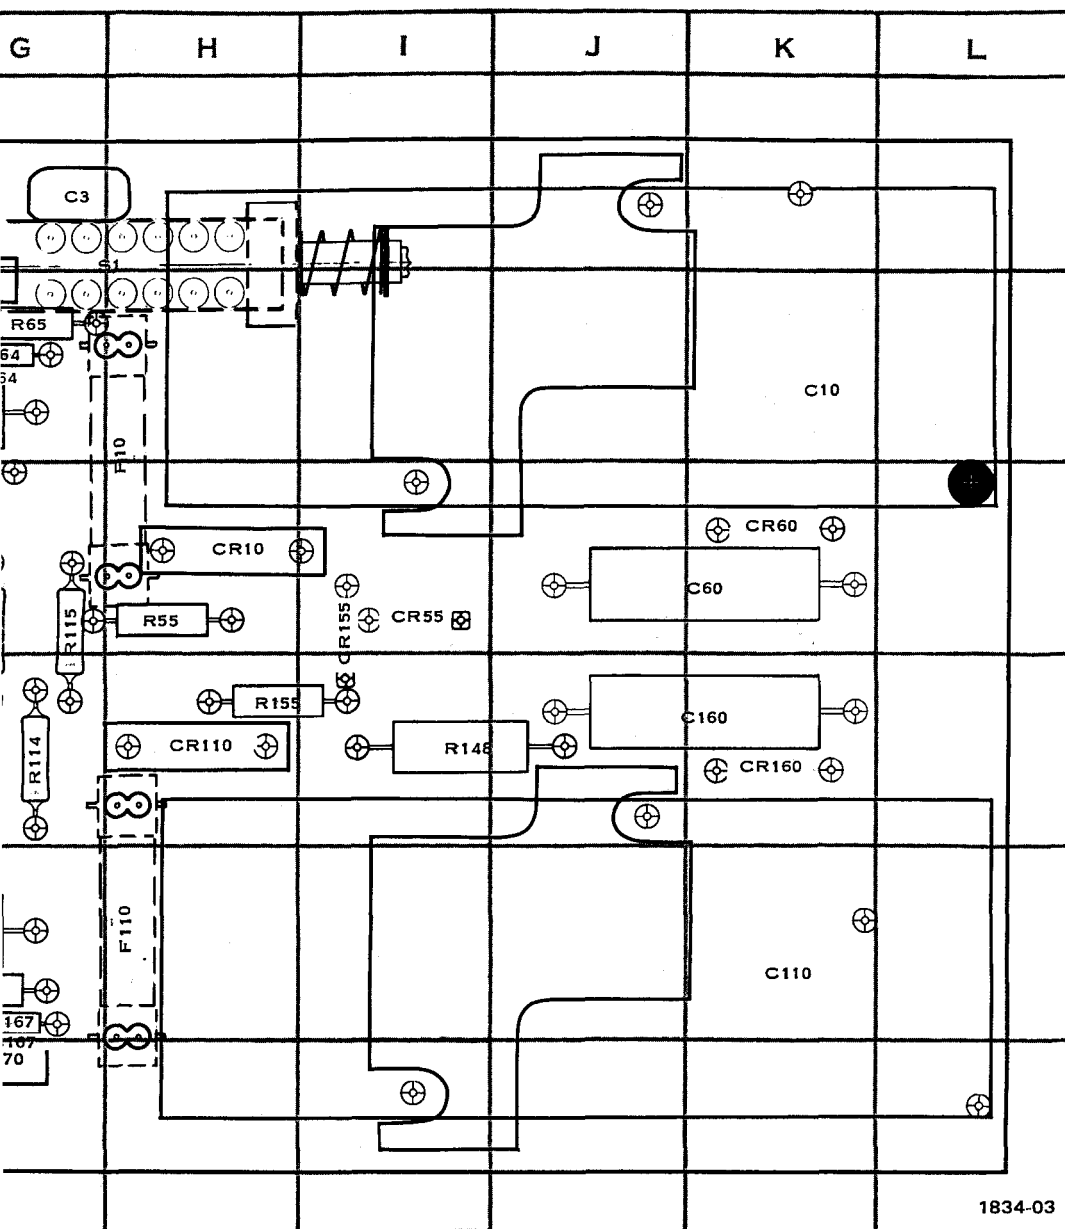 G H I J K L
C3
S1
R65
64
64
C10
F10
CR60
CR10
C60
R115
R55
CR155
CR55
R155
C160
R114
CR110
R148
CR160
F110
C110
167
167
70
1834-03